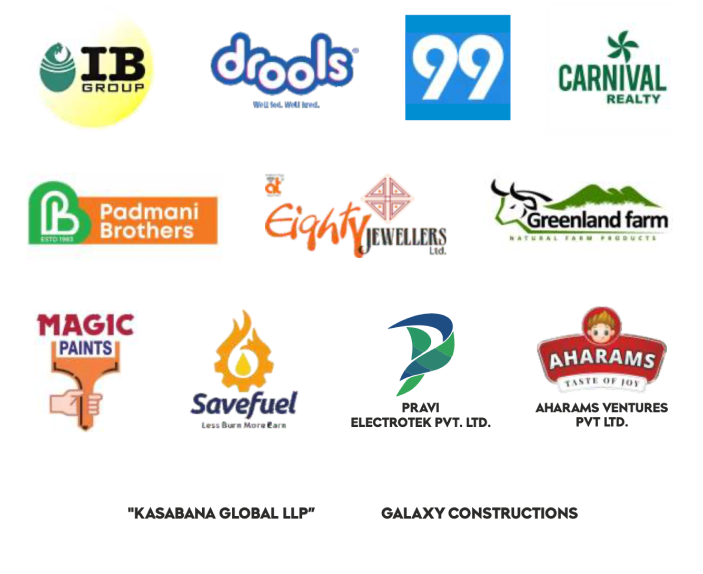 IB
GROUP
drools
Well fed. Well bred.
99
CARNIVAL
REALTY
B
ESTD 1963
Padmani
Brothers
at
Eighty
JEWELLERS
Ltd.
Greenland farm
NATURAL FARM PRODUCTS
MAGIC
PAINTS
Savefuel
Less Burn More Earn
PRAVI
ELECTROTEK PVT. LTD.
AHARAMS
TASTE OF JOY
AHARAMS VENTURES
PVT LTD.
"KASABANA GLOBAL LLP”
GALAXY CONSTRUCTIONS